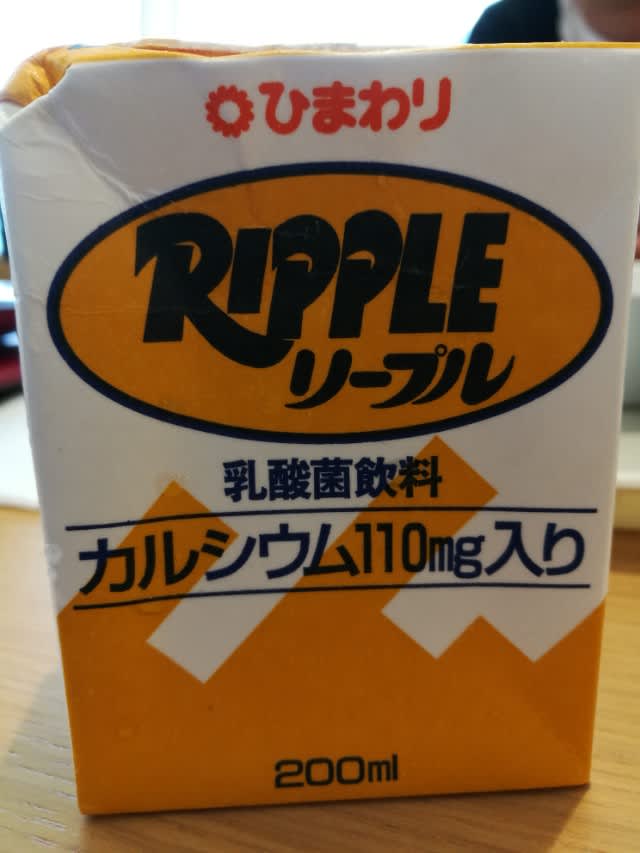 ひまわり
RIPPLE
リープル
乳酸菌飲料
カルシウム110mg入り
200ml